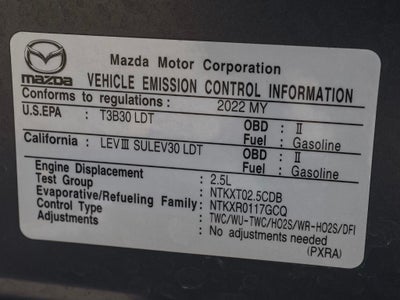 mazda
Mazda Motor Corporation
VEHICLE EMISSION CONTROL INFORMATION
Conforms to regulations : 2022 MY
U.S.EPA : T3B30 LDT OBD : II
Fuel : Gasoline
California : LEVIII SULEV30 LDT OBD : II
Fuel : Gasoline
Engine Displacement : 2.5L
Test Group : NTKXT02.5CDB
Evaporative/Refueling Family: NTKXR0117GCQ
Control Type : TWC/WU-TWC/HO2S/WR-HO2S/DFI
Adjustments : No adjustments needed
(PXRA)